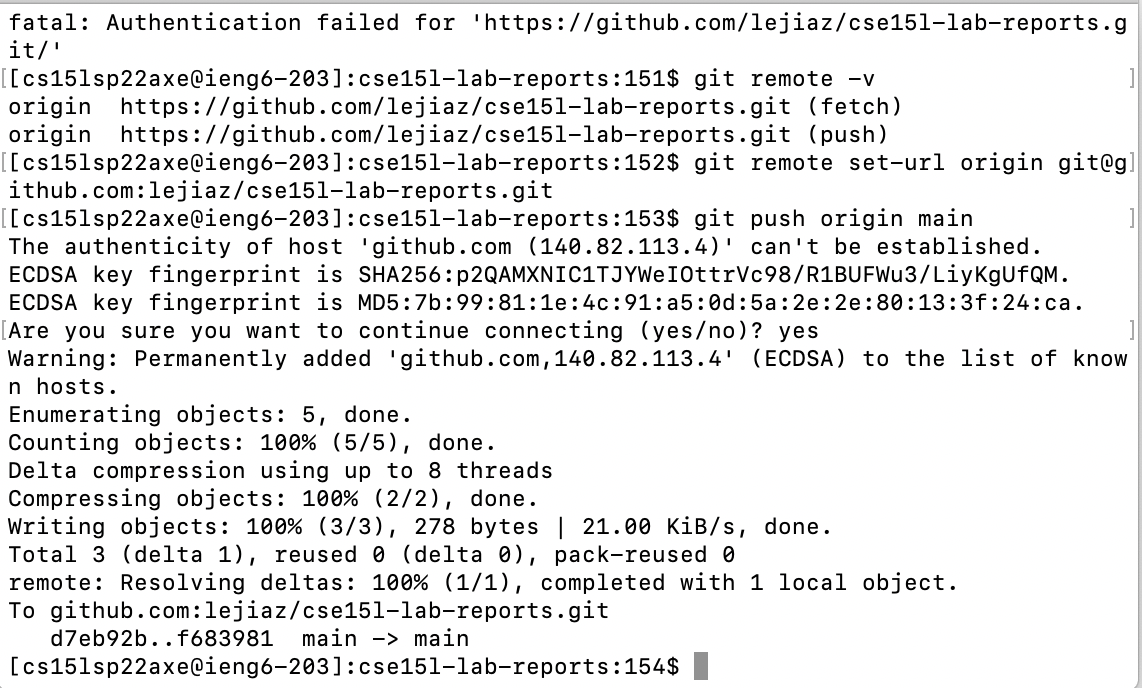 fatal: Authentication failed for 'https://github.com/lejiaz/cse15l-lab-reports.g
it/'
[[cs15lsp22axe@ieng6-203]:cse15l-lab-reports:151$ git remote -v ]
origin  https://github.com/lejiaz/cse15l-lab-reports.git (fetch)
origin  https://github.com/lejiaz/cse15l-lab-reports.git (push)
[[cs15lsp22axe@ieng6-203]:cse15l-lab-reports:152$ git remote set-url origin git@g]
ithub.com:lejiaz/cse15l-lab-reports.git
[[cs15lsp22axe@ieng6-203]:cse15l-lab-reports:153$ git push origin main ]
The authenticity of host 'github.com (140.82.113.4)' can't be established.
ECDSA key fingerprint is SHA256:p2QAMXNIC1TJYWeIOttrVc98/R1BUFWu3/LiyKgUfQM.
ECDSA key fingerprint is MD5:7b:99:81:1e:4c:91:a5:0d:5a:2e:2e:80:13:3f:24:ca.
[Are you sure you want to continue connecting (yes/no)? yes ]
Warning: Permanently added 'github.com,140.82.113.4' (ECDSA) to the list of know
n hosts.
Enumerating objects: 5, done.
Counting objects: 100% (5/5), done.
Delta compression using up to 8 threads
Compressing objects: 100% (2/2), done.
Writing objects: 100% (3/3), 278 bytes | 21.00 KiB/s, done.
Total 3 (delta 1), reused 0 (delta 0), pack-reused 0
remote: Resolving deltas: 100% (1/1), completed with 1 local object.
To github.com:lejiaz/cse15l-lab-reports.git
   d7eb92b..f683981  main -> main
[cs15lsp22axe@ieng6-203]:cse15l-lab-reports:154$